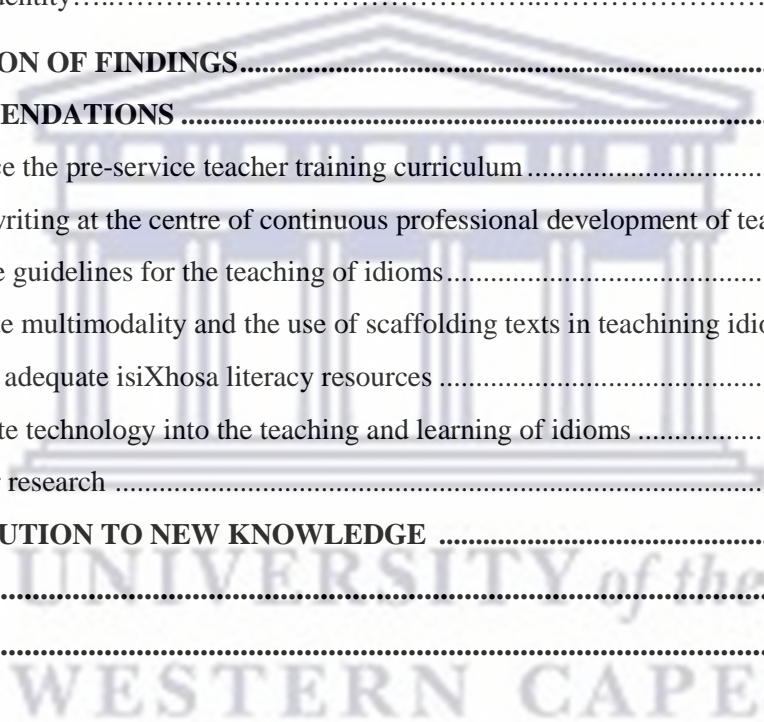 entity…..……………………………………………..……………………
ON OF FINDINGS..........................................................................................
ENDATIONS ....................................................................................................
e the pre-service teacher training curriculum ........................................
writing at the centre of continuous professional development of tea
e guidelines for the teaching of idioms.....................................................
te multimodality and the use of scaffolding texts in teachining idio
adequate isiXhosa literacy resources ......................................................
te technology into the teaching and learning of idioms .....................
r research ..........................................................................................................
UTION TO NEW KNOWLEDGE .........................................................
UNIVERSITY of the
..............................................................................................................................
..............................................................................................................................
WESTERN CAPE